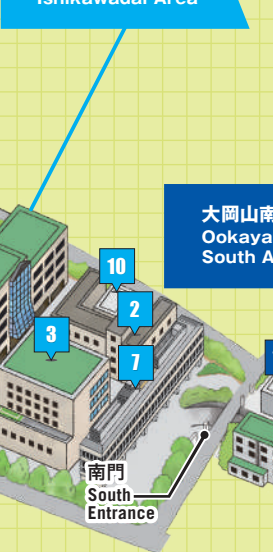 Ishikawadai Area
大岡山南
Ookaya
South A
10
2
3
7
南門
South
Entrance